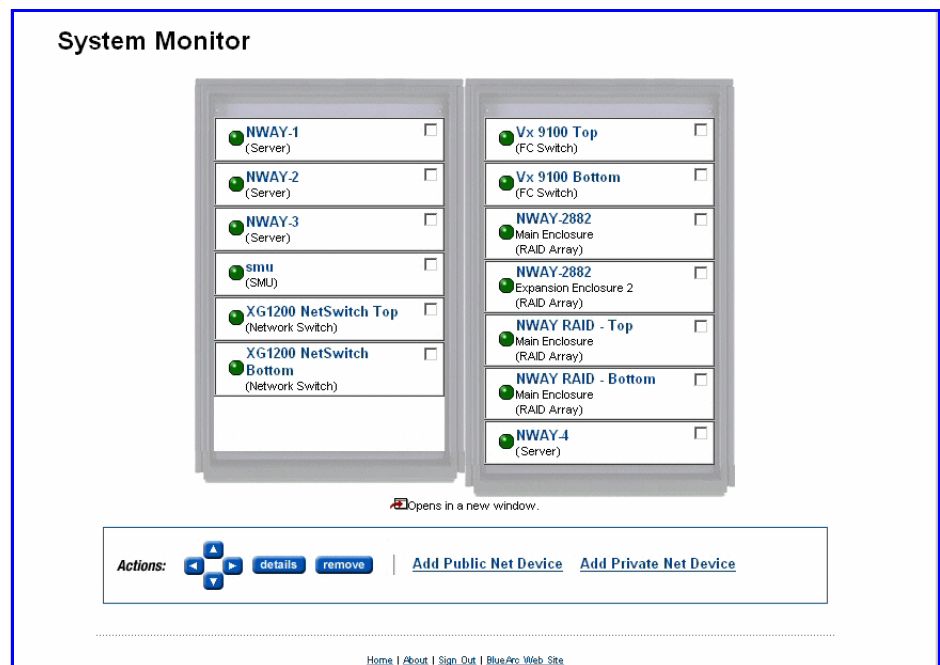 System Monitor
NWAY-1
(Server)
NWAY-2
(Server)
NWAY-3
(Server)
smu
(SMU)
XG1200 NetSwitch Top
(Network Switch)
XG1200 NetSwitch
Bottom
(Network Switch)
Vx 9100 Top
(FC Switch)
Vx 9100 Bottom
(FC Switch)
NWAY-2882
Main Enclosure
(RAID Array)
NWAY-2882
Expansion Enclosure 2
(RAID Array)
NWAY RAID - Top
Main Enclosure
(RAID Array)
NWAY RAID - Bottom
Main Enclosure
(RAID Array)
NWAY-4
(Server)
Opens in a new window.
Actions: details remove | Add Public Net Device Add Private Net Device
Home | About | Sign Out | BlueArc Web Site